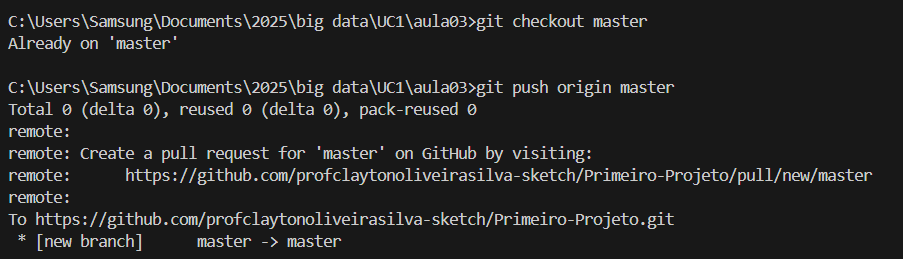 C:\Users\Samsung\Documents\2025\big data\UC1\aula03>git checkout master
Already on 'master'
C:\Users\Samsung\Documents\2025\big data\UC1\aula03>git push origin master
Total 0 (delta 0), reused 0 (delta 0), pack-reused 0
remote:
remote: Create a pull request for 'master' on GitHub by visiting:
remote:      https://github.com/profclaytonoliveirasilva-sketch/Primeiro-Projeto/pull/new/master
remote:
To https://github.com/profclaytonoliveirasilva-sketch/Primeiro-Projeto.git
 * [new branch]      master -> master